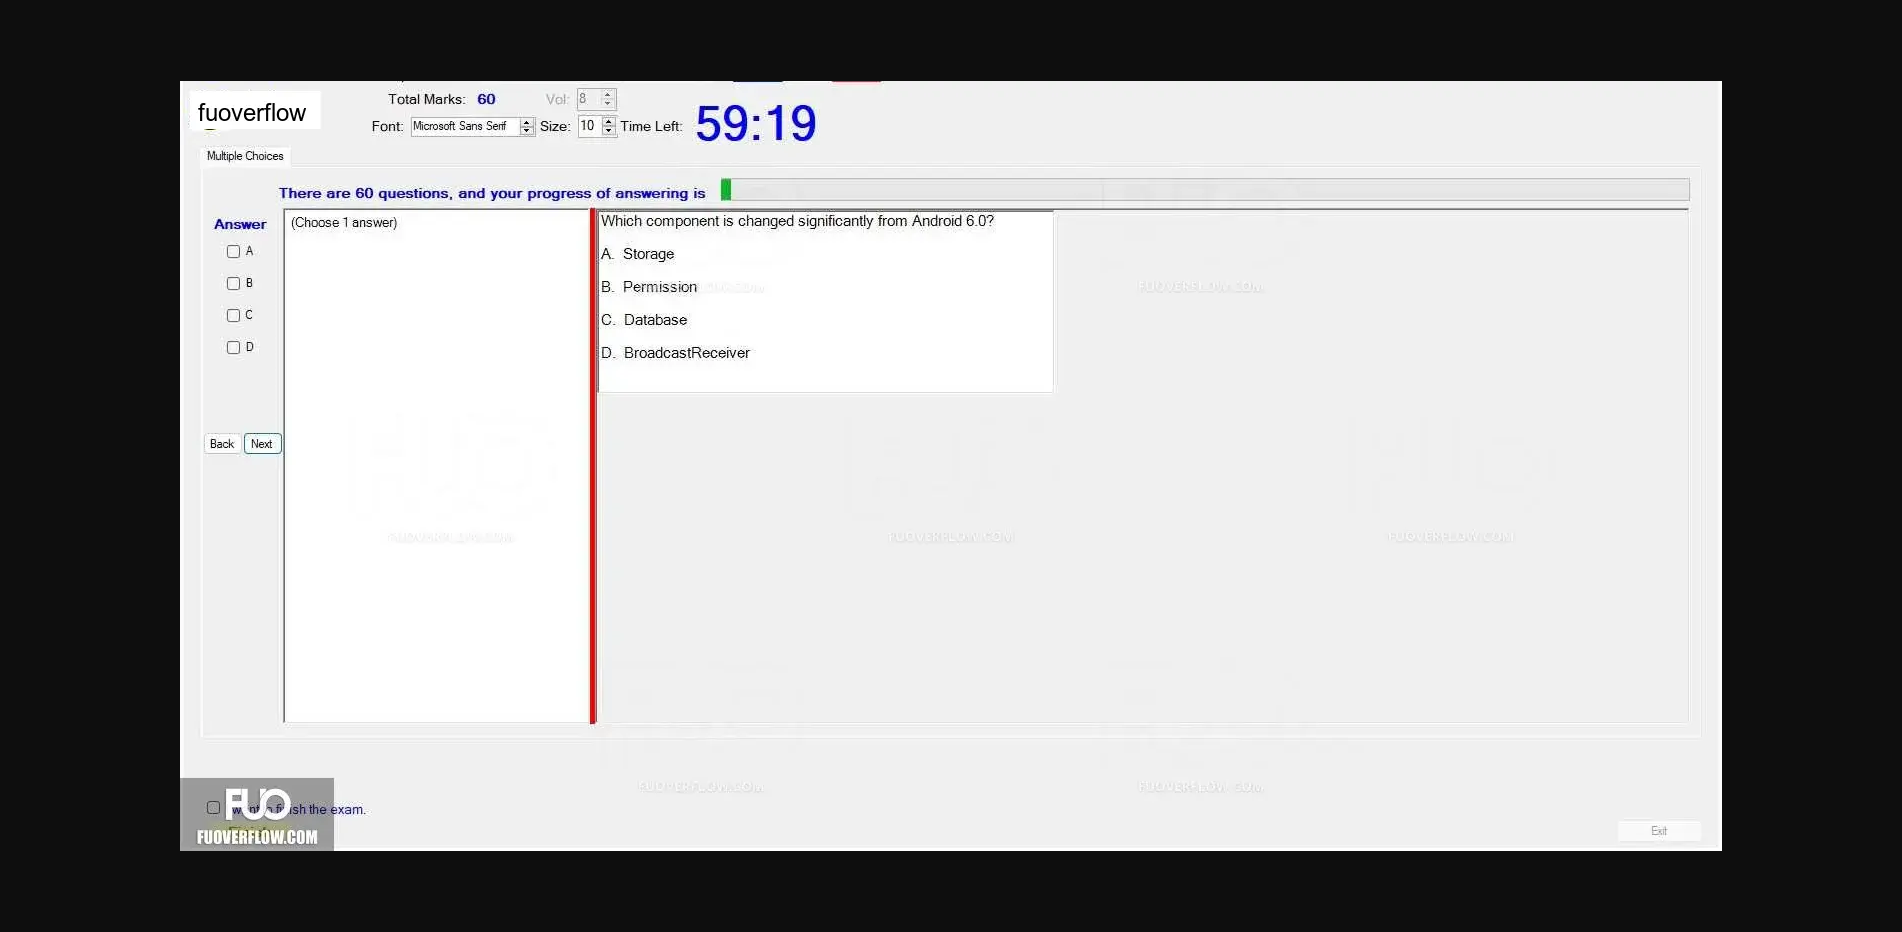 fuoverflow
Total Marks: 60 Vol: 8
Font: Microsoft Sans Serif Size: 10 Time Left: 59:19
Multiple Choices
There are 60 questions, and your progress of answering is
Answer
A
B
C
D
Back Next
(Choose 1 answer)
Which component is changed significantly from Android 6.0?
A. Storage
B. Permission
C. Database
D. BroadcastReceiver
FUOVERFLOW.COM
FUOVERFLOW.COM
FUOVERFLOW.COM
FUOVERFLOW.COM
FUOVERFLOW.COM
FUOVERFLOW.COM
FUO
the exam.
FUOVERFLOW.COM
Exit